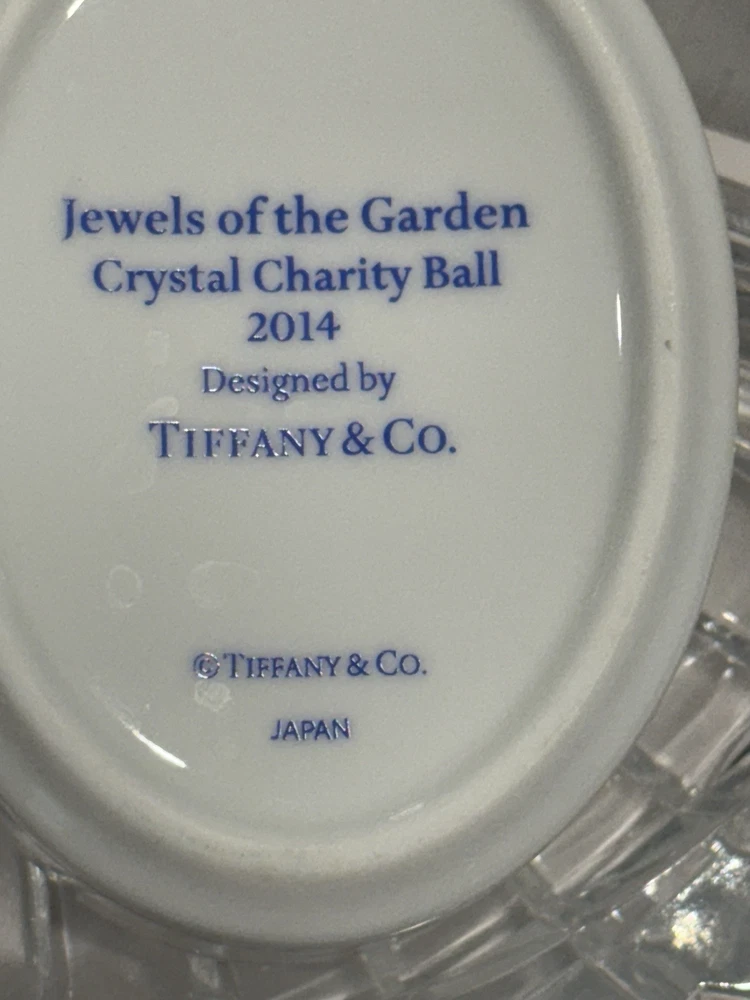 Jewels of the Garden
Crystal Charity Ball
2014
Designed by
TIFFANY & CO.
© TIFFANY & CO.
JAPAN